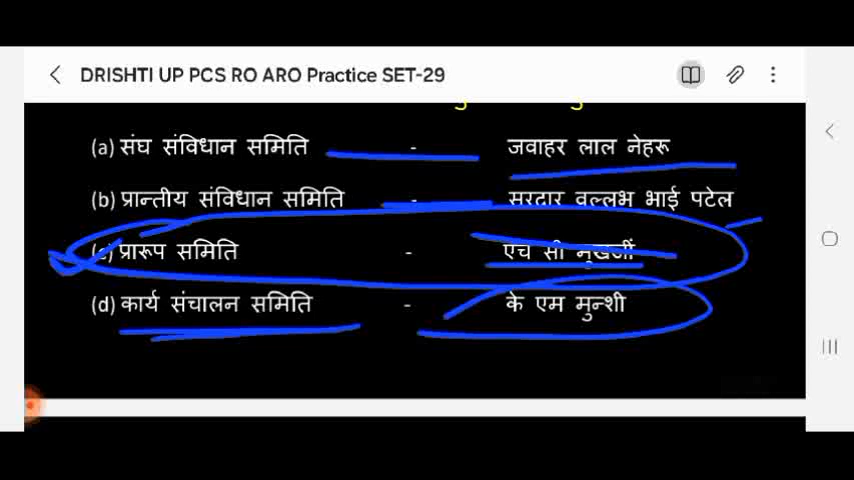 DRISHTI UP PCS RO ARO Practice SET-29
(a) संघ संविधान समिति - जवाहर लाल नेहरू
(b) प्रान्तीय संविधान समिति - सरदार वल्लभ भाई पटेल
(c) प्रारूप समिति - एच सी मुखर्जी
(d) कार्य संचालन समिति - के एम मुन्शी